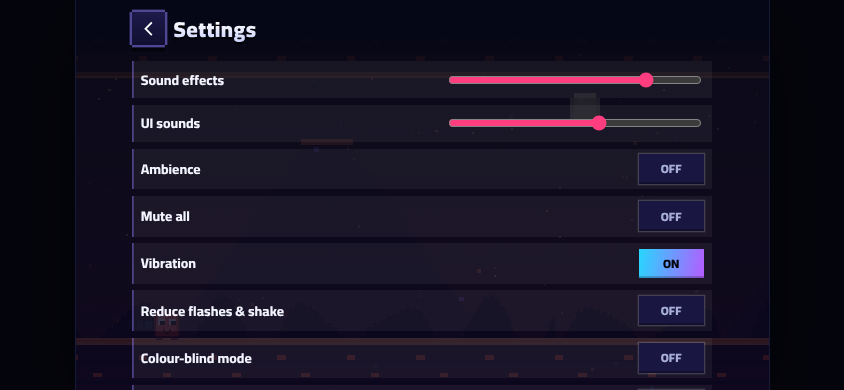 Settings
Sound effects
UI sounds
Ambience OFF
Mute all OFF
Vibration ON
Reduce flashes & shake OFF
Colour-blind mode OFF